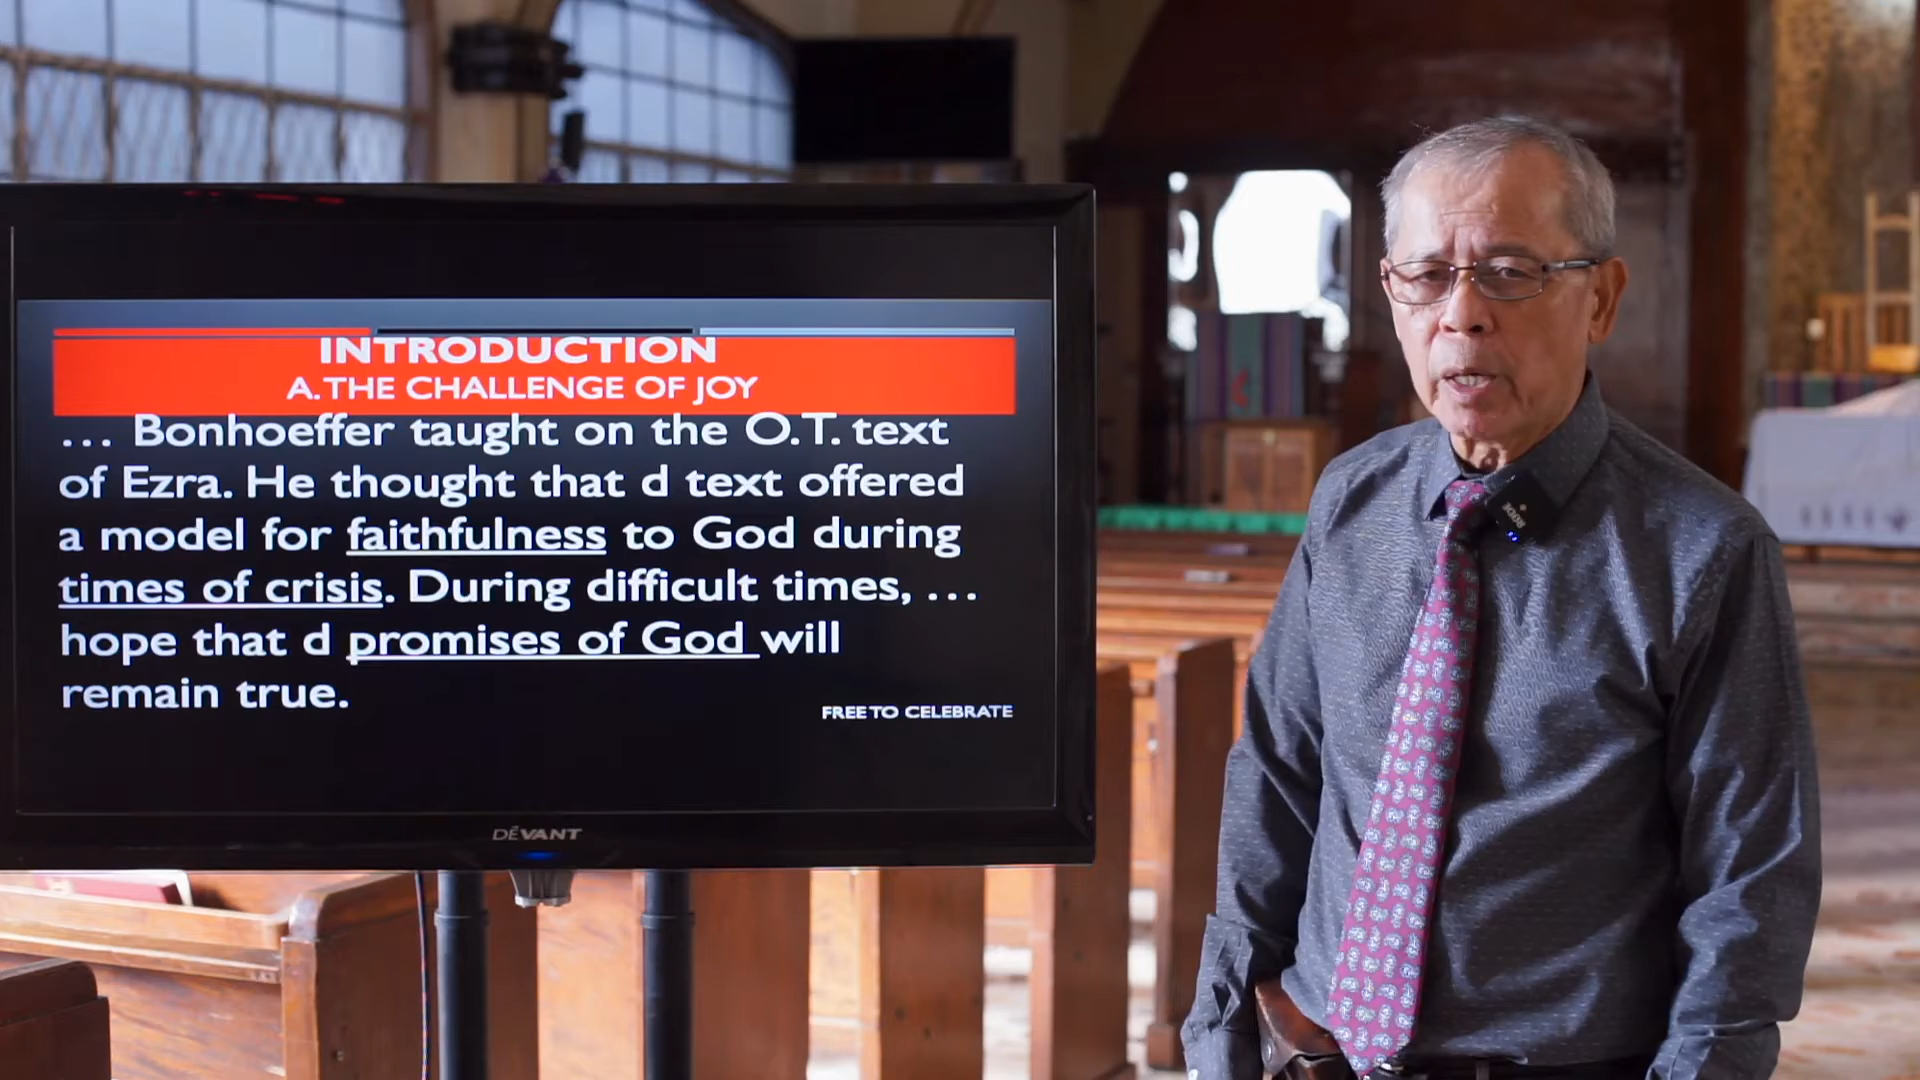 INTRODUCTION
A. THE CHALLENGE OF JOY
... Bonhoeffer taught on the O.T. text
of Ezra. He thought that d text offered
a model for faithfulness to God during
times of crisis. During difficult times, ...
hope that d promises of God will
remain true.
FREE TO CELEBRATE
DEVANT
RODE